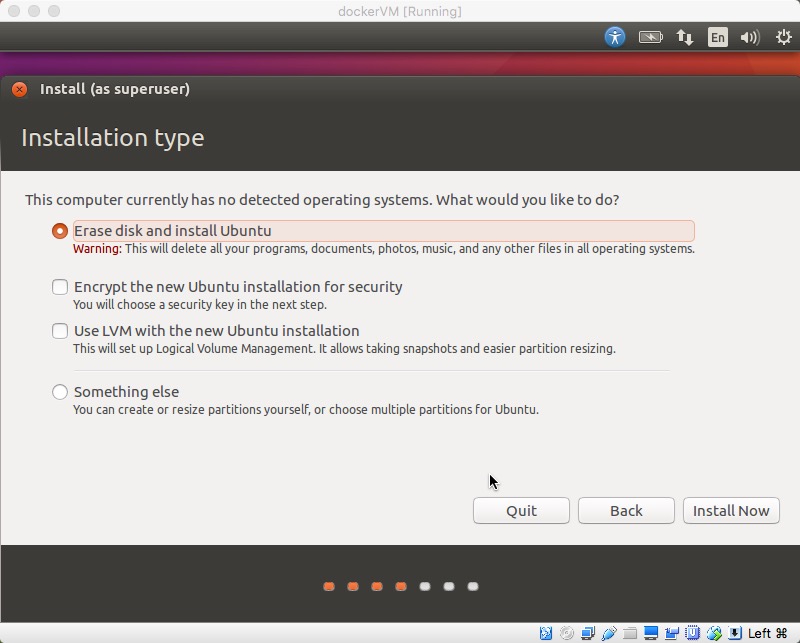 dockerVM [Running]
En
Install (as superuser)
Installation type
This computer currently has no detected operating systems. What would you like to do?
Erase disk and install Ubuntu
Warning: This will delete all your programs, documents, photos, music, and any other files in all operating systems.
Encrypt the new Ubuntu installation for security
You will choose a security key in the next step.
Use LVM with the new Ubuntu installation
This will set up Logical Volume Management. It allows taking snapshots and easier partition resizing.
Something else
You can create or resize partitions yourself, or choose multiple partitions for Ubuntu.
Quit Back Install Now
Left ⌘